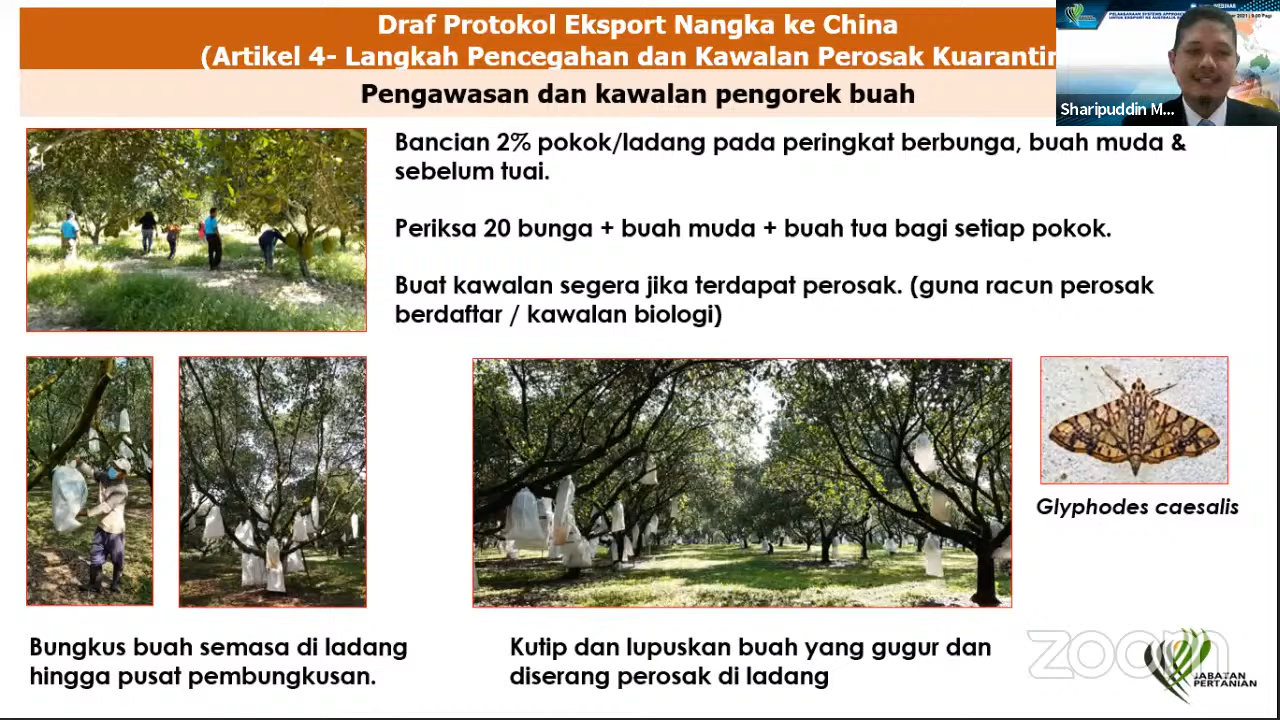 Draf Protokol Eksport Nangka ke China
(Artikel 4- Langkah Pencegahan dan Kawalan Perosak Kuarantin
Pengawasan dan kawalan pengorek buah
Sharipuddin M...
Bancian 2% pokok/ladang pada peringkat berbunga, buah muda &
sebelum tuai.
Periksa 20 bunga + buah muda + buah tua bagi setiap pokok.
Buat kawalan segera jika terdapat perosak. (guna racun perosak
berdaftar / kawalan biologi)
Glyphodes caesalis
Bungkus buah semasa di ladang
hingga pusat pembungkusan.
Kutip dan lupuskan buah yang gugur dan
diserang perosak di ladang
zoom
JABATAN
PERTANIAN